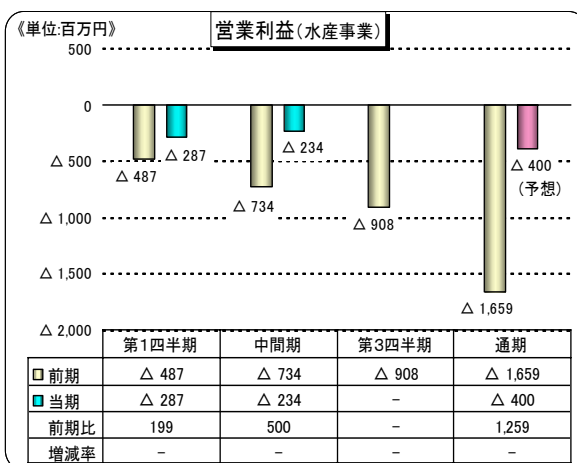 《単位:百万円》
営業利益(水産事業)
500
0
△ 500
△ 1,000
△ 1,500
△ 2,000
△ 487
△ 287
△ 734
△ 234
△ 908
△ 1,659
△ 400
(予想)
第1四半期 中間期 第3四半期 通期
前期 △ 487 △ 734 △ 908 △ 1,659
当期 △ 287 △ 234 - △ 400
前期比 199 500 - 1,259
増減率 - - - -